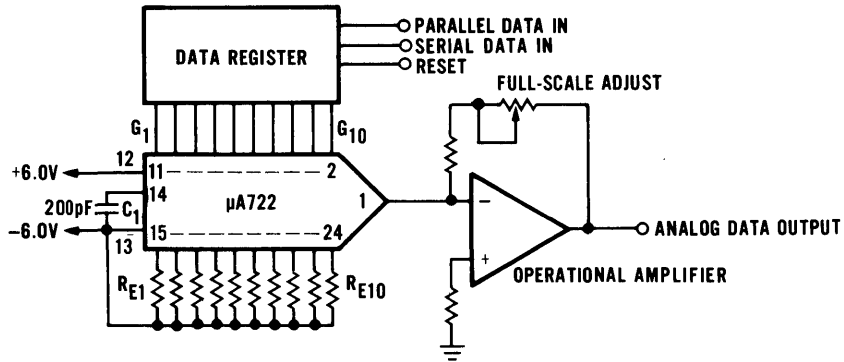 PARALLEL DATA IN
SERIAL DATA IN
RESET
DATA REGISTER
FULL-SCALE ADJUST
G1
G10
12
+6.0V
11
2
14
200pF
C1
μA722
1
-6.0V
13
15
24
ANALOG DATA OUTPUT
−
+
OPERATIONAL AMPLIFIER
RE1
RE10